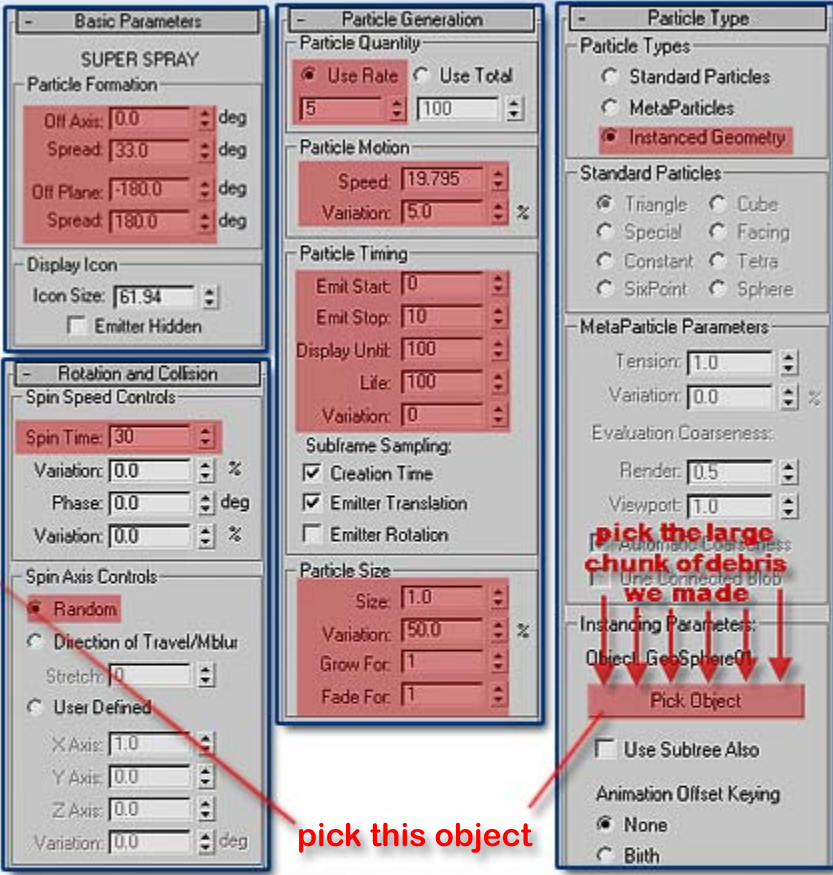 - Basic Parameters
SUPER SPRAY
Particle Formation
Off Axis: 0.0 deg
Spread: 33.0 deg
Off Plane: -180.0 deg
Spread: 180.0 deg
Display Icon
Icon Size: 61.94
Emitter Hidden
- Rotation and Collision
Spin Speed Controls
Spin Time: 30
Variation: 0.0 %
Phase: 0.0 deg
Variation: 0.0 %
Spin Axis Controls
Random
Direction of Travel/Mblur
Stretch: 0
User Defined
X Axis: 1.0
Y Axis: 0.0
Z Axis: 0.0
Variation: 0.0 deg
- Particle Generation
Particle Quantity
Use Rate Use Total
5 100
Particle Motion
Speed: 19.795
Variation: 5.0 %
Particle Timing
Emit Start: 0
Emit Stop: 10
Display Until: 100
Life: 100
Variation: 0
Subframe Sampling:
Creation Time
Emitter Translation
Emitter Rotation
Particle Size
Size: 1.0
Variation: 50.0 %
Grow For: 1
Fade For: 1
- Particle Type
Particle Types
Standard Particles
MetaParticles
Instanced Geometry
Standard Particles
Triangle Cube
Special Facing
Constant Tetra
SixPoint Sphere
MetaParticle Parameters
Tension: 1.0
Variation: 0.0 %
Evaluation Coarseness:
Render: 0.5
Viewport: 1.0
pick the large
Automatic Coarseness
chunk of debris
One Connected Blob
we made
Instancing Parameters:
Object: GeoSphere01
Pick Object
Use Subtree Also
Animation Offset Keying
None
Birth
pick this object